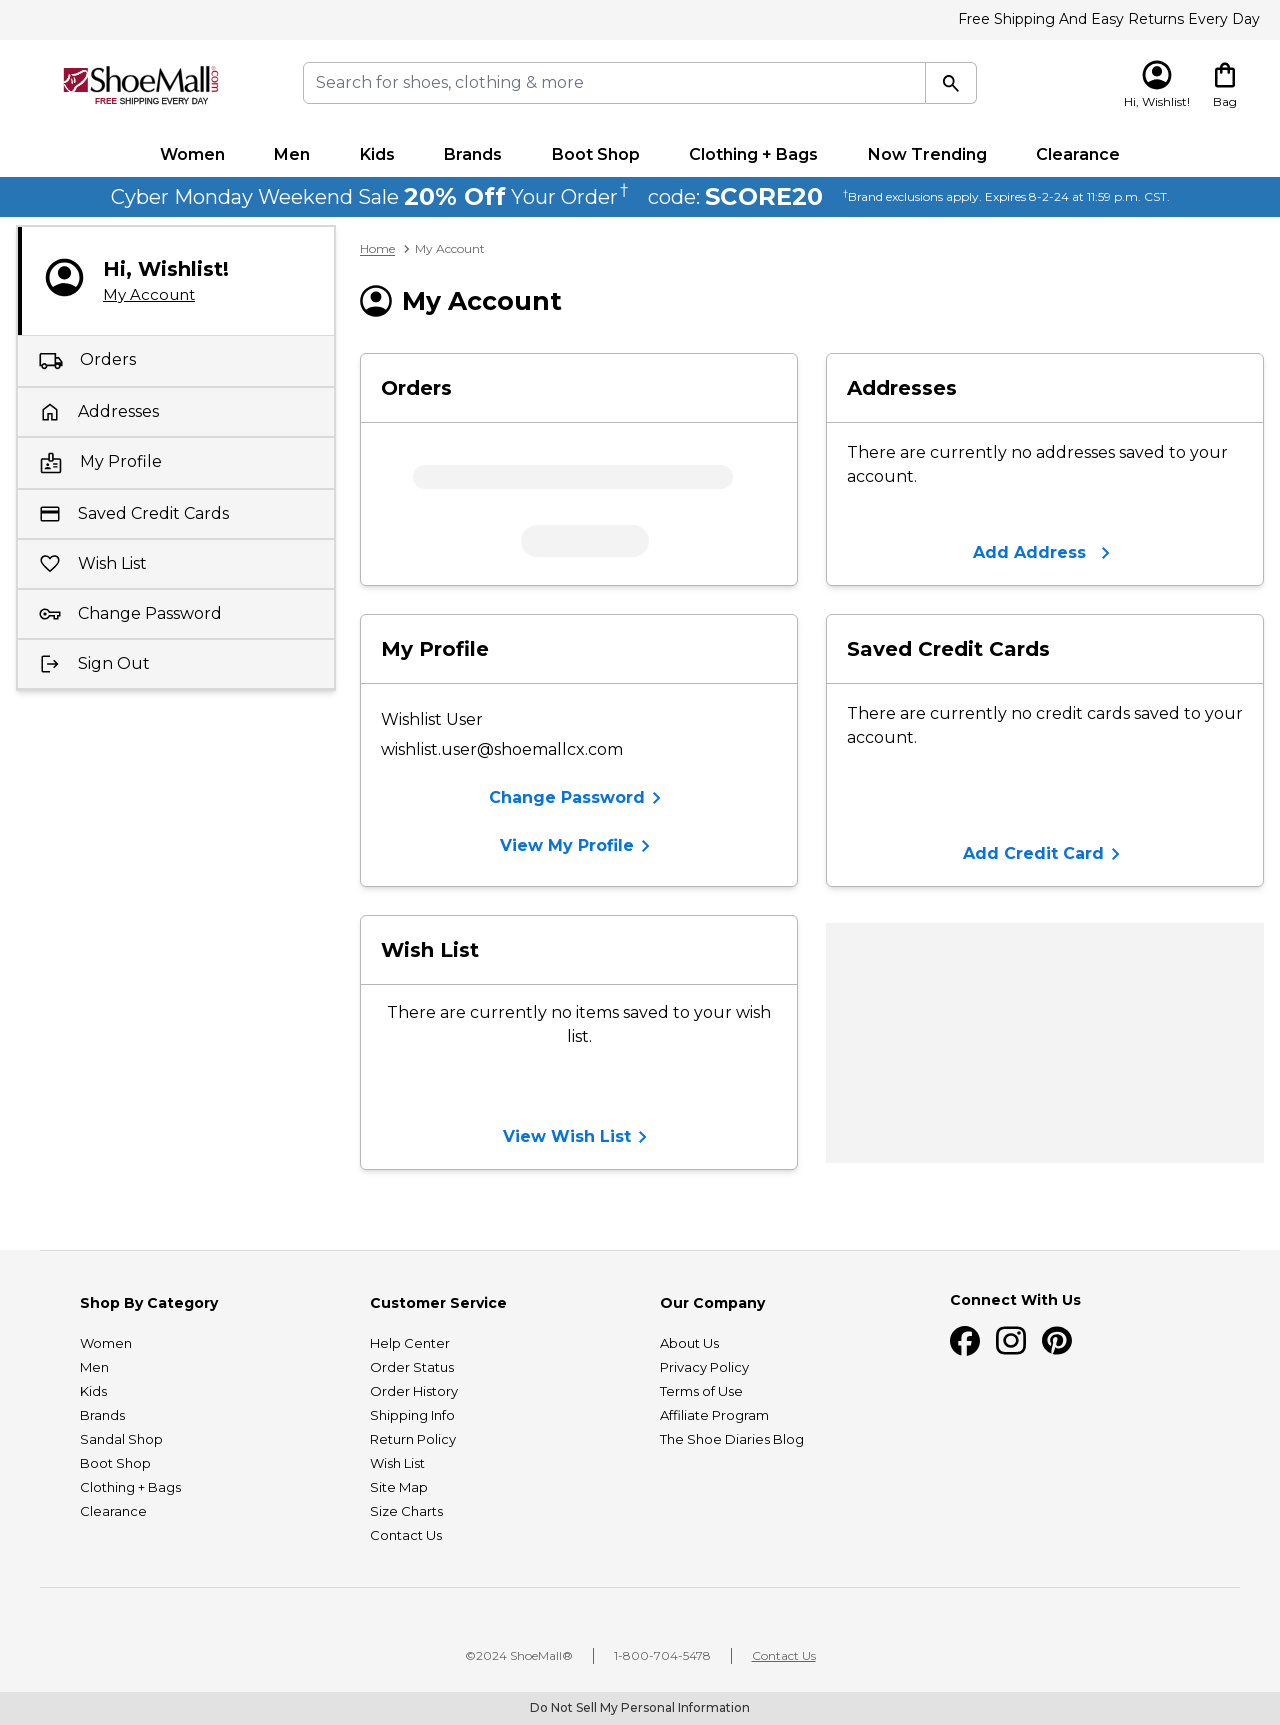 Free Shipping And Easy Returns Every Day
ShoeMall.com
FREE SHIPPING EVERY DAY
Search for shoes, clothing & more
Hi, Wishlist!
Bag
Women Men Kids Brands Boot Shop Clothing + Bags Now Trending Clearance
Cyber Monday Weekend Sale 20% Off Your Order† code: SCORE20 †Brand exclusions apply. Expires 8-2-24 at 11:59 p.m. CST.
Hi, Wishlist!
My Account
Orders
Addresses
My Profile
Saved Credit Cards
Wish List
Change Password
Sign Out
Home > My Account
My Account
Orders
Addresses
There are currently no addresses saved to your
account.
Add Address
My Profile
Wishlist User
wishlist.user@shoemallcx.com
Change Password
View My Profile
Saved Credit Cards
There are currently no credit cards saved to your
account.
Add Credit Card
Wish List
There are currently no items saved to your wish
list.
View Wish List
Shop By Category
Women
Men
Kids
Brands
Sandal Shop
Boot Shop
Clothing + Bags
Clearance
Customer Service
Help Center
Order Status
Order History
Shipping Info
Return Policy
Wish List
Site Map
Size Charts
Contact Us
Our Company
About Us
Privacy Policy
Terms of Use
Affiliate Program
The Shoe Diaries Blog
Connect With Us
©2024 ShoeMall® | 1-800-704-5478 | Contact Us
Do Not Sell My Personal Information